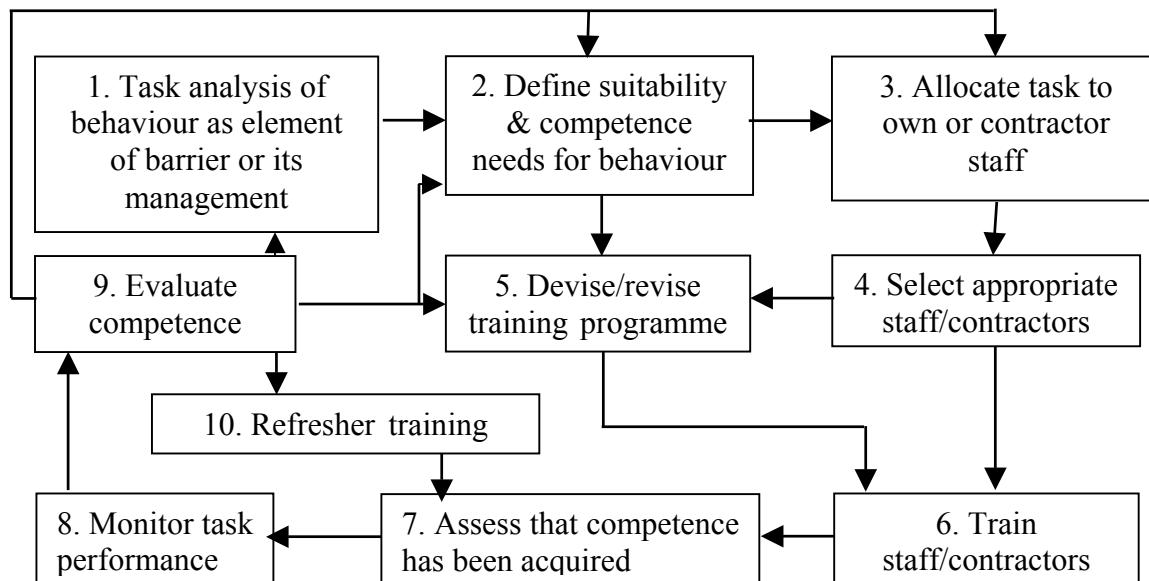 1. Task analysis of
behaviour as element
of barrier or its
management
2. Define suitability
& competence
needs for behaviour
3. Allocate task to
own or contractor
staff
9. Evaluate
competence
5. Devise/revise
training programme
4. Select appropriate
staff/contractors
10. Refresher training
8. Monitor task
performance
7. Assess that competence
has been acquired
6. Train
staff/contractors